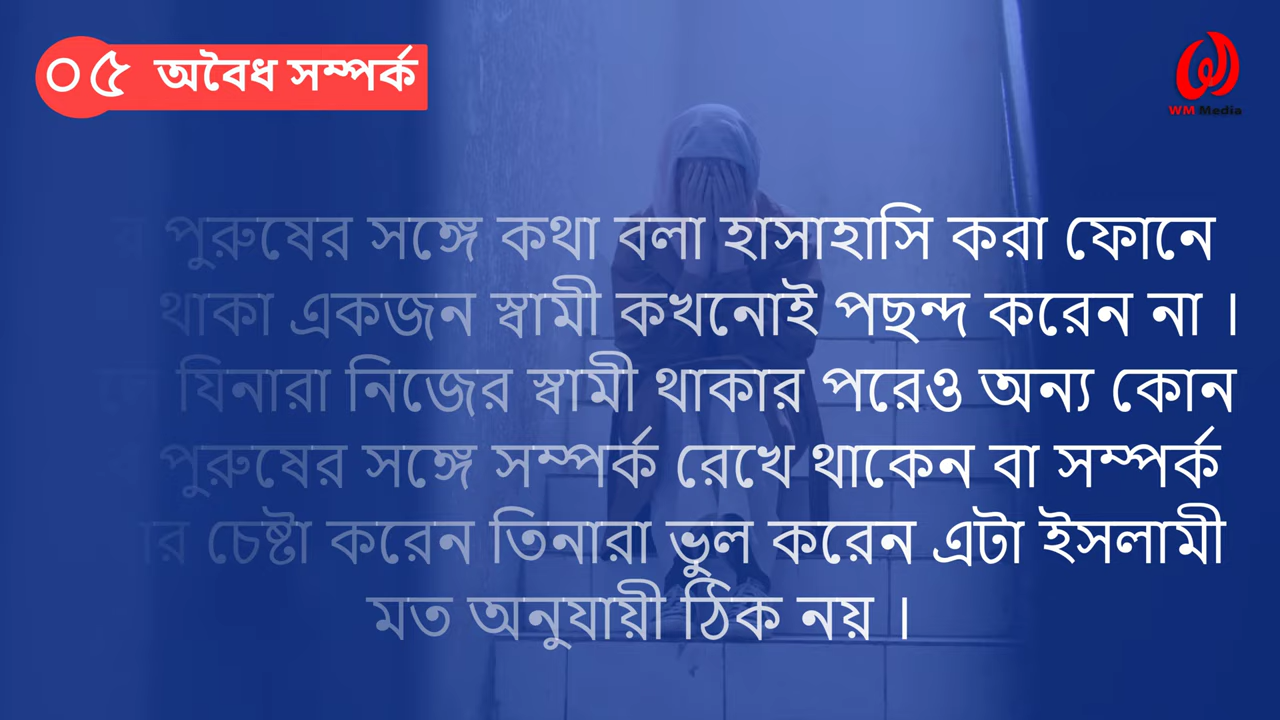 ০৫ অবৈধ সম্পর্ক
WM Media
পুরুষের সঙ্গে কথা বলা হাসাহাসি করা ফোনে
থাকা একজন স্বামী কখনোই পছন্দ করেন না ।
যিনারা নিজের স্বামী থাকার পরেও অন্য কোন
পুরুষের সঙ্গে সম্পর্ক রেখে থাকেন বা সম্পর্ক
চেষ্টা করেন তিনারা ভুল করেন এটা ইসলামী
মত অনুযায়ী ঠিক নয় ।